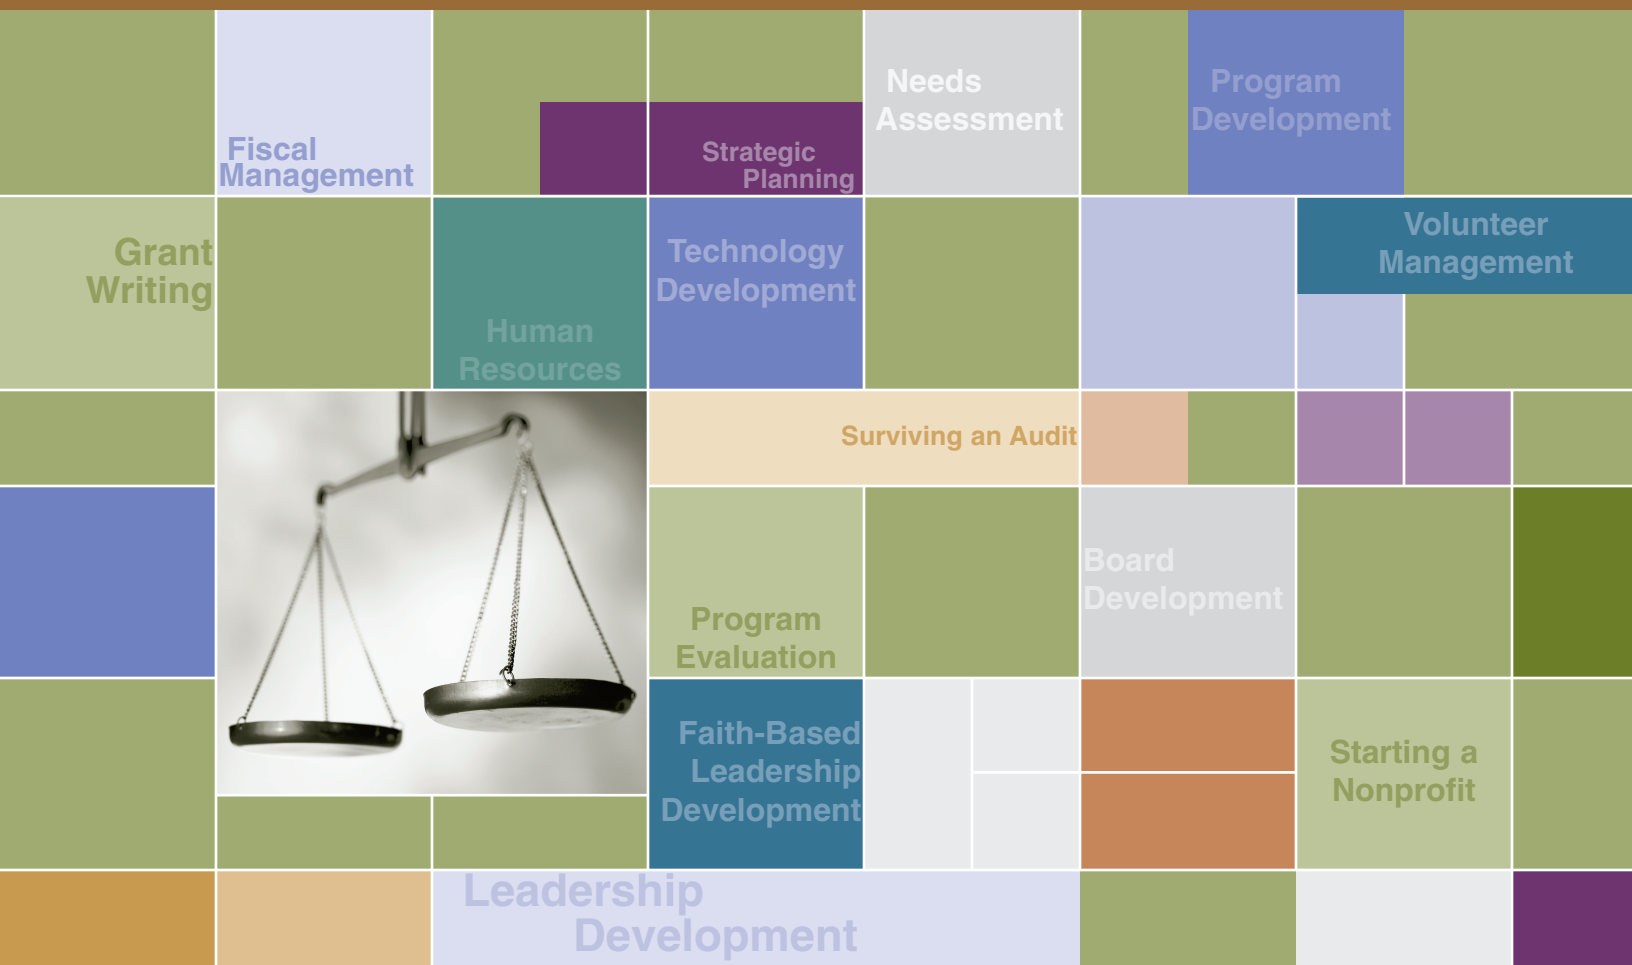 Needs
Assessment
Program
Development
Fiscal
Management
Strategic
Planning
Grant
Writing
Human
Resources
Technology
Development
Volunteer
Management
Surviving an Audit
Board
Development
Program
Evaluation
Faith-Based
Leadership
Development
Starting a
Nonprofit
Leadership
Development